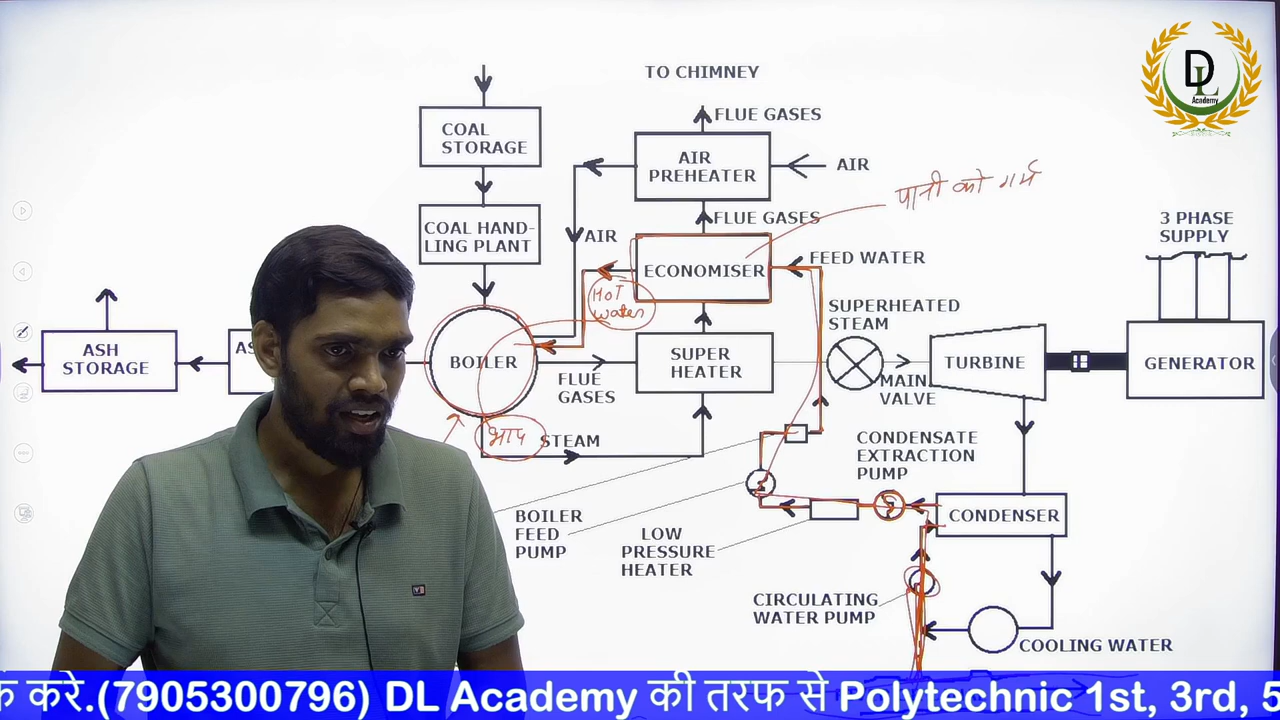 DL
Academy
TO CHIMNEY
FLUE GASES
COAL
STORAGE
AIR
PREHEATER
AIR
पानी को गर्म
COAL HAND-
LING PLANT
FLUE GASES
3 PHASE
SUPPLY
AIR
ECONOMISER
FEED WATER
HOT
water
SUPERHEATED
STEAM
ASH
STORAGE
AS
BOILER
SUPER
HEATER
TURBINE
GENERATOR
FLUE
GASES
MAIN
VALVE
भाप
STEAM
CONDENSATE
EXTRACTION
PUMP
BOILER
FEED
PUMP
LOW
PRESSURE
HEATER
CONDENSER
CIRCULATING
WATER PUMP
COOLING WATER
करे.(7905300796) DL Academy की तरफ से Polytechnic 1st, 3rd, 5